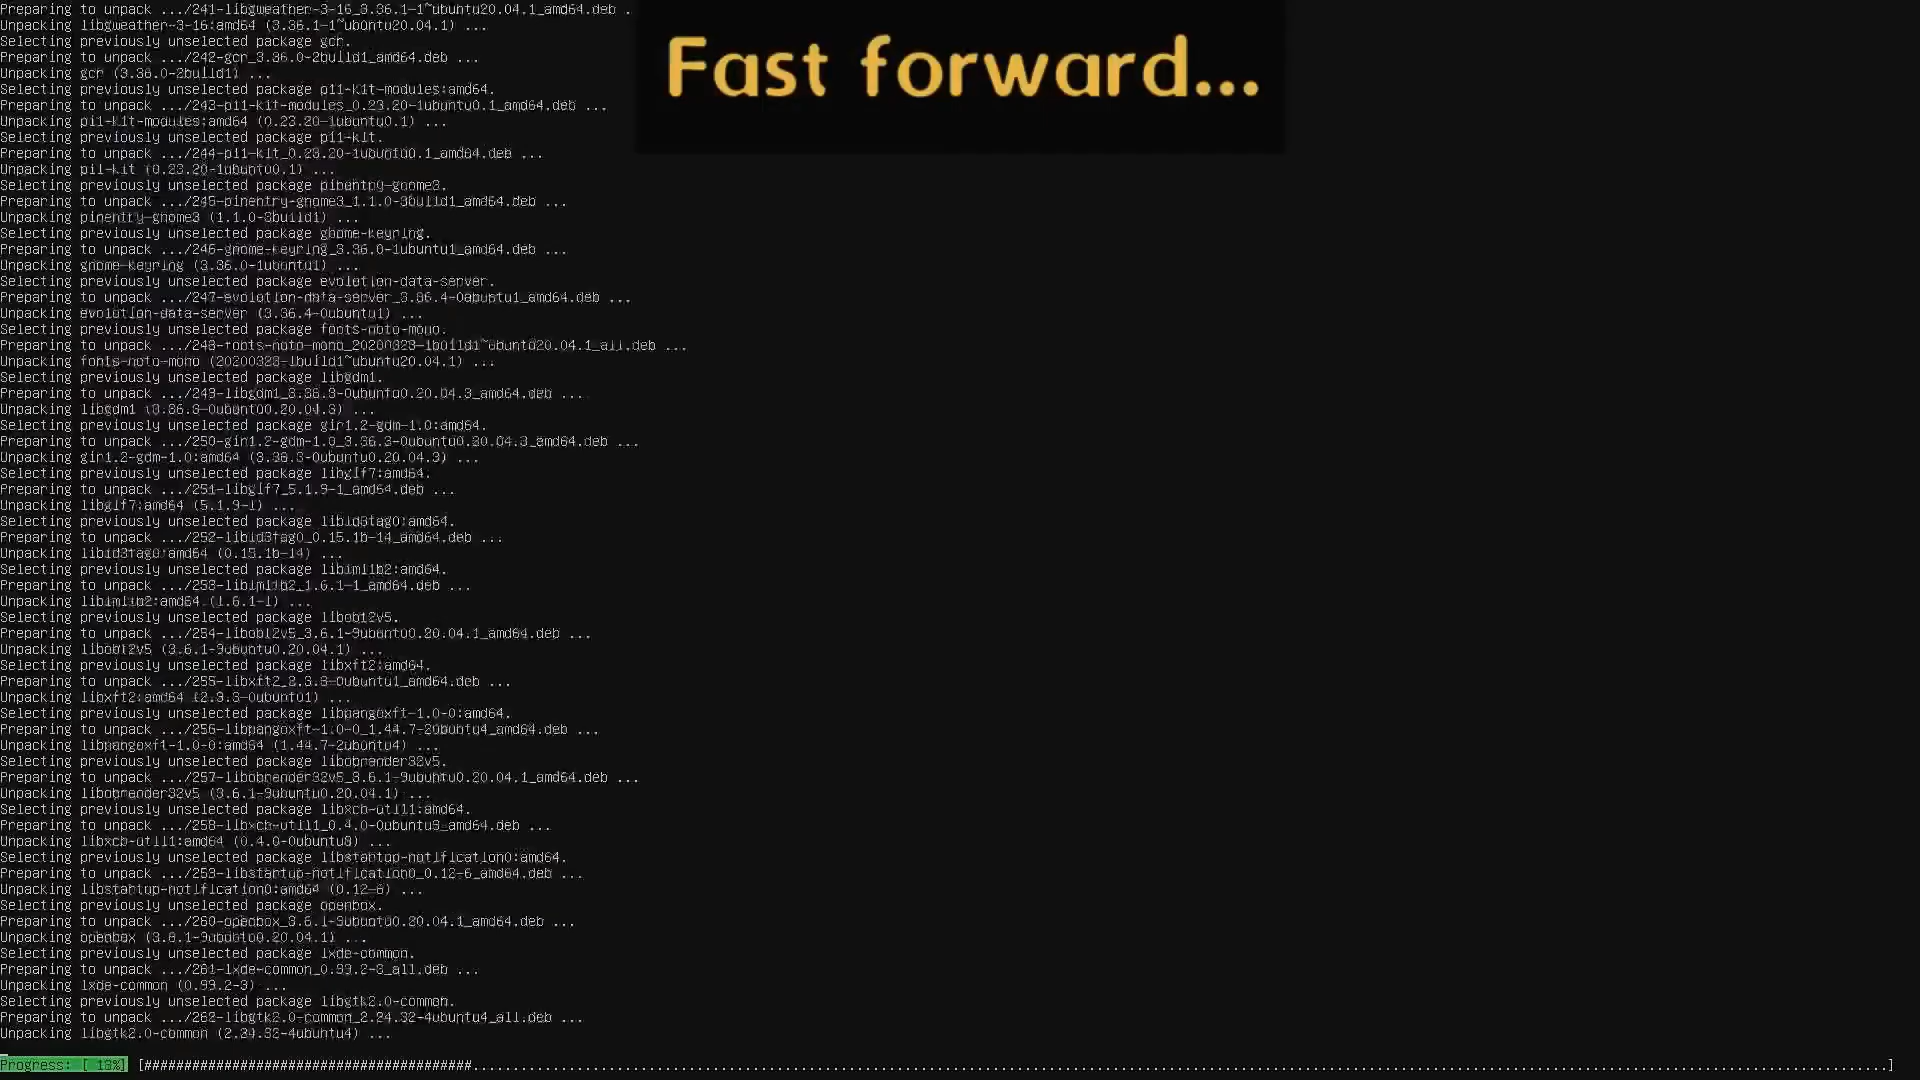 Preparing to unpack .../241-libgweather-3-16_3.36.1-1~ubuntu20.04.1_amd64.deb .
Unpacking libgweather-3-16:amd64 (3.36.1-1~ubuntu20.04.1) ...
Selecting previously unselected package gcr.
Preparing to unpack .../242-gcr_3.36.0-2build1_amd64.deb ...
Unpacking gcr (3.36.0-2build1) ...
Selecting previously unselected package p11-kit-modules:amd64.
Preparing to unpack .../243-p11-kit-modules_0.23.20-1ubuntu0.1_amd64.deb ...
Unpacking p11-kit-modules:amd64 (0.23.20-1ubuntu0.1) ...
Selecting previously unselected package p11-kit.
Preparing to unpack .../244-p11-kit_0.23.20-1ubuntu0.1_amd64.deb ...
Unpacking p11-kit (0.23.20-1ubuntu0.1) ...
Selecting previously unselected package pinentry-gnome3.
Preparing to unpack .../245-pinentry-gnome3_1.1.0-3build1_amd64.deb ...
Unpacking pinentry-gnome3 (1.1.0-3build1) ...
Selecting previously unselected package gnome-keyring.
Preparing to unpack .../246-gnome-keyring_3.36.0-1ubuntu1_amd64.deb ...
Unpacking gnome-keyring (3.36.0-1ubuntu1) ...
Selecting previously unselected package evolution-data-server.
Preparing to unpack .../247-evolution-data-server_3.36.4-0ubuntu1_amd64.deb ...
Unpacking evolution-data-server (3.36.4-0ubuntu1) ...
Selecting previously unselected package fonts-noto-mono.
Preparing to unpack .../248-fonts-noto-mono_20200323-1build1~ubuntu20.04.1_all.deb ...
Unpacking fonts-noto-mono (20200323-1build1~ubuntu20.04.1) ...
Selecting previously unselected package libgdm1.
Preparing to unpack .../249-libgdm1_3.36.3-0ubuntu0.20.04.3_amd64.deb ...
Unpacking libgdm1 (3.36.3-0ubuntu0.20.04.3) ...
Selecting previously unselected package gir1.2-gdm-1.0:amd64.
Preparing to unpack .../250-gir1.2-gdm-1.0_3.36.3-0ubuntu0.20.04.3_amd64.deb ...
Unpacking gir1.2-gdm-1.0:amd64 (3.36.3-0ubuntu0.20.04.3) ...
Selecting previously unselected package libgif7:amd64.
Preparing to unpack .../251-libgif7_5.1.9-1_amd64.deb ...
Unpacking libgif7:amd64 (5.1.9-1) ...
Selecting previously unselected package libid3tag0:amd64.
Preparing to unpack .../252-libid3tag0_0.15.1b-14_amd64.deb ...
Unpacking libid3tag0:amd64 (0.15.1b-14) ...
Selecting previously unselected package libimlib2:amd64.
Preparing to unpack .../253-libimlib2_1.6.1-1_amd64.deb ...
Unpacking libimlib2:amd64 (1.6.1-1) ...
Selecting previously unselected package libobt2v5.
Preparing to unpack .../254-libobt2v5_3.6.1-9ubuntu0.20.04.1_amd64.deb ...
Unpacking libobt2v5 (3.6.1-9ubuntu0.20.04.1) ...
Selecting previously unselected package libxft2:amd64.
Preparing to unpack .../255-libxft2_2.3.3-0ubuntu1_amd64.deb ...
Unpacking libxft2:amd64 (2.3.3-0ubuntu1) ...
Selecting previously unselected package libpangoxft-1.0-0:amd64.
Preparing to unpack .../256-libpangoxft-1.0-0_1.44.7-2ubuntu4_amd64.deb ...
Unpacking libpangoxft-1.0-0:amd64 (1.44.7-2ubuntu4) ...
Selecting previously unselected package libobrender32v5.
Preparing to unpack .../257-libobrender32v5_3.6.1-9ubuntu0.20.04.1_amd64.deb ...
Unpacking libobrender32v5 (3.6.1-9ubuntu0.20.04.1) ...
Selecting previously unselected package libxcb-util1:amd64.
Preparing to unpack .../258-libxcb-util1_0.4.0-0ubuntu3_amd64.deb ...
Unpacking libxcb-util1:amd64 (0.4.0-0ubuntu3) ...
Selecting previously unselected package libstartup-notification0:amd64.
Preparing to unpack .../259-libstartup-notification0_0.12-6_amd64.deb ...
Unpacking libstartup-notification0:amd64 (0.12-6) ...
Selecting previously unselected package openbox.
Preparing to unpack .../260-openbox_3.6.1-9ubuntu0.20.04.1_amd64.deb ...
Unpacking openbox (3.6.1-9ubuntu0.20.04.1) ...
Selecting previously unselected package lxde-common.
Preparing to unpack .../261-lxde-common_0.99.2-3_all.deb ...
Unpacking lxde-common (0.99.2-3) ...
Selecting previously unselected package libgtk2.0-common.
Preparing to unpack .../262-libgtk2.0-common_2.24.32-4ubuntu4_all.deb ...
Unpacking libgtk2.0-common (2.24.32-4ubuntu4) ...
Progress: [ 18%]
Fast forward...